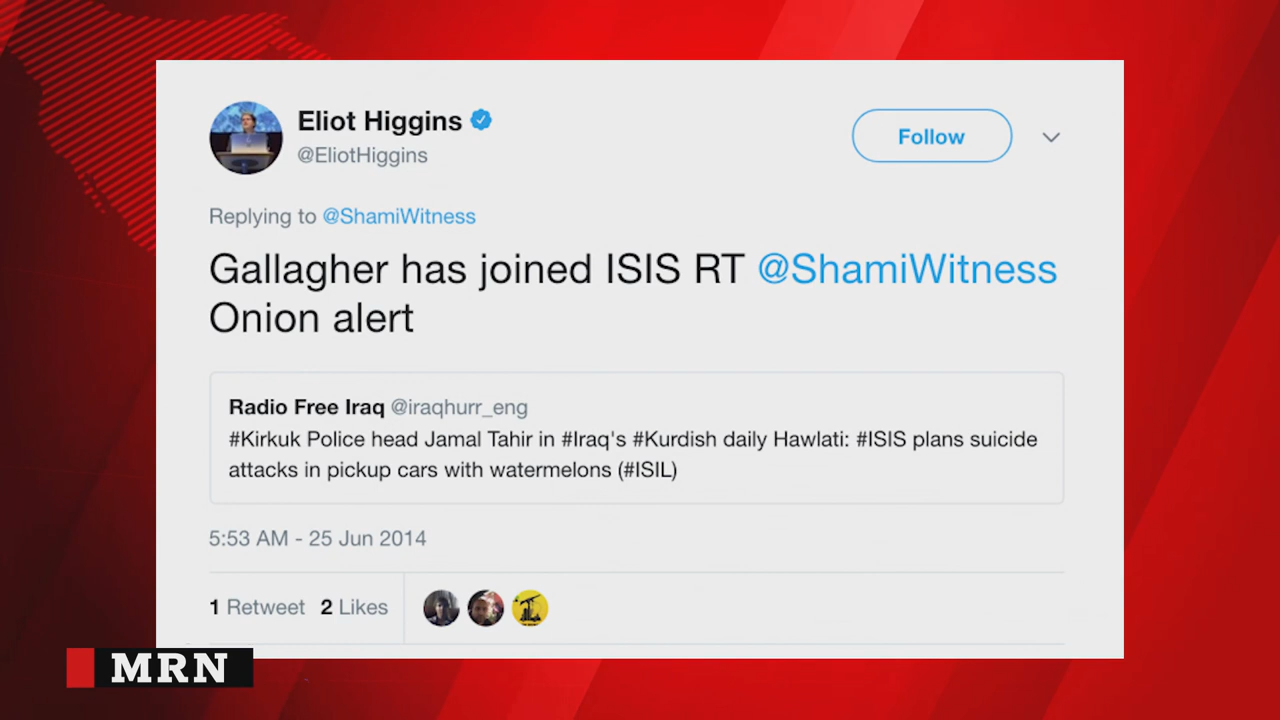 Eliot Higgins
@EliotHiggins
Follow
Replying to @ShamiWitness
Gallagher has joined ISIS RT @ShamiWitness
Onion alert
Radio Free Iraq @iraqhurr_eng
#Kirkuk Police head Jamal Tahir in #Iraq's #Kurdish daily Hawlati: #ISIS plans suicide
attacks in pickup cars with watermelons (#ISIL)
5:53 AM - 25 Jun 2014
1 Retweet 2 Likes
MRN